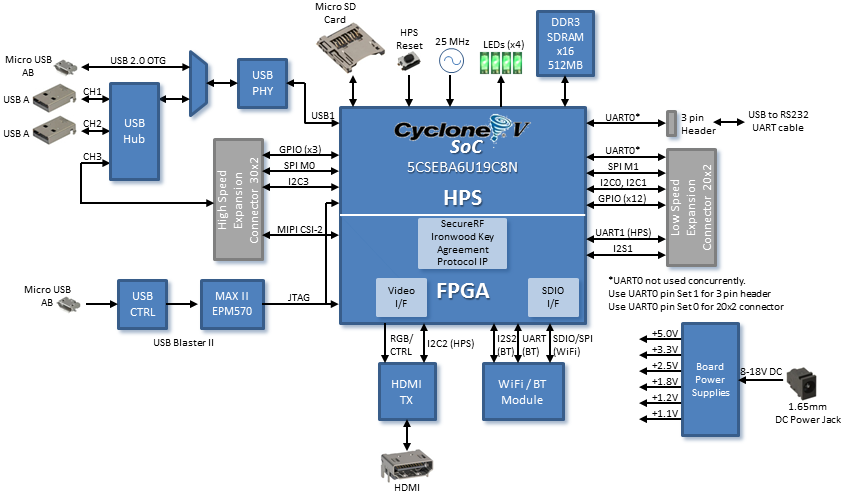 Micro SD
Card
HPS
Reset
25 MHz
LEDs (x4)
DDR3
SDRAM
x16
512MB
Micro USB
AB
USB 2.0 OTG
USB
PHY
USB A
CH1
USB A
CH2
USB
Hub
CH3
USB1
High Speed
Expansion
Connector 30x2
GPIO (x3)
SPI M0
I2C3
MIPI CSI-2
Cyclone V
SoC
5CSEBA6U19C8N
HPS
SecureRF
Ironwood Key
Agreement
Protocol IP
FPGA
Video
I/F
SDIO
I/F
UART0*
3 pin
Header
USB to RS232
UART cable
UART0*
SPI M1
I2C0, I2C1
GPIO (x12)
UART1 (HPS)
I2S1
Low Speed
Expansion
Connector 20x2
*UART0 not used concurrently.
Use UART0 pin Set 1 for 3 pin header
Use UART0 pin Set 0 for 20x2 connector
Micro USB
AB
USB
CTRL
MAX II
EPM570
JTAG
USB Blaster II
RGB/
CTRL
I2C2 (HPS)
I2S2
(BT)
UART
(BT)
SDIO/SPI
(WiFi)
HDMI
TX
WiFi / BT
Module
HDMI
+5.0V
+3.3V
+2.5V
+1.8V
+1.2V
+1.1V
Board
Power
Supplies
8-18V DC
1.65mm
DC Power Jack